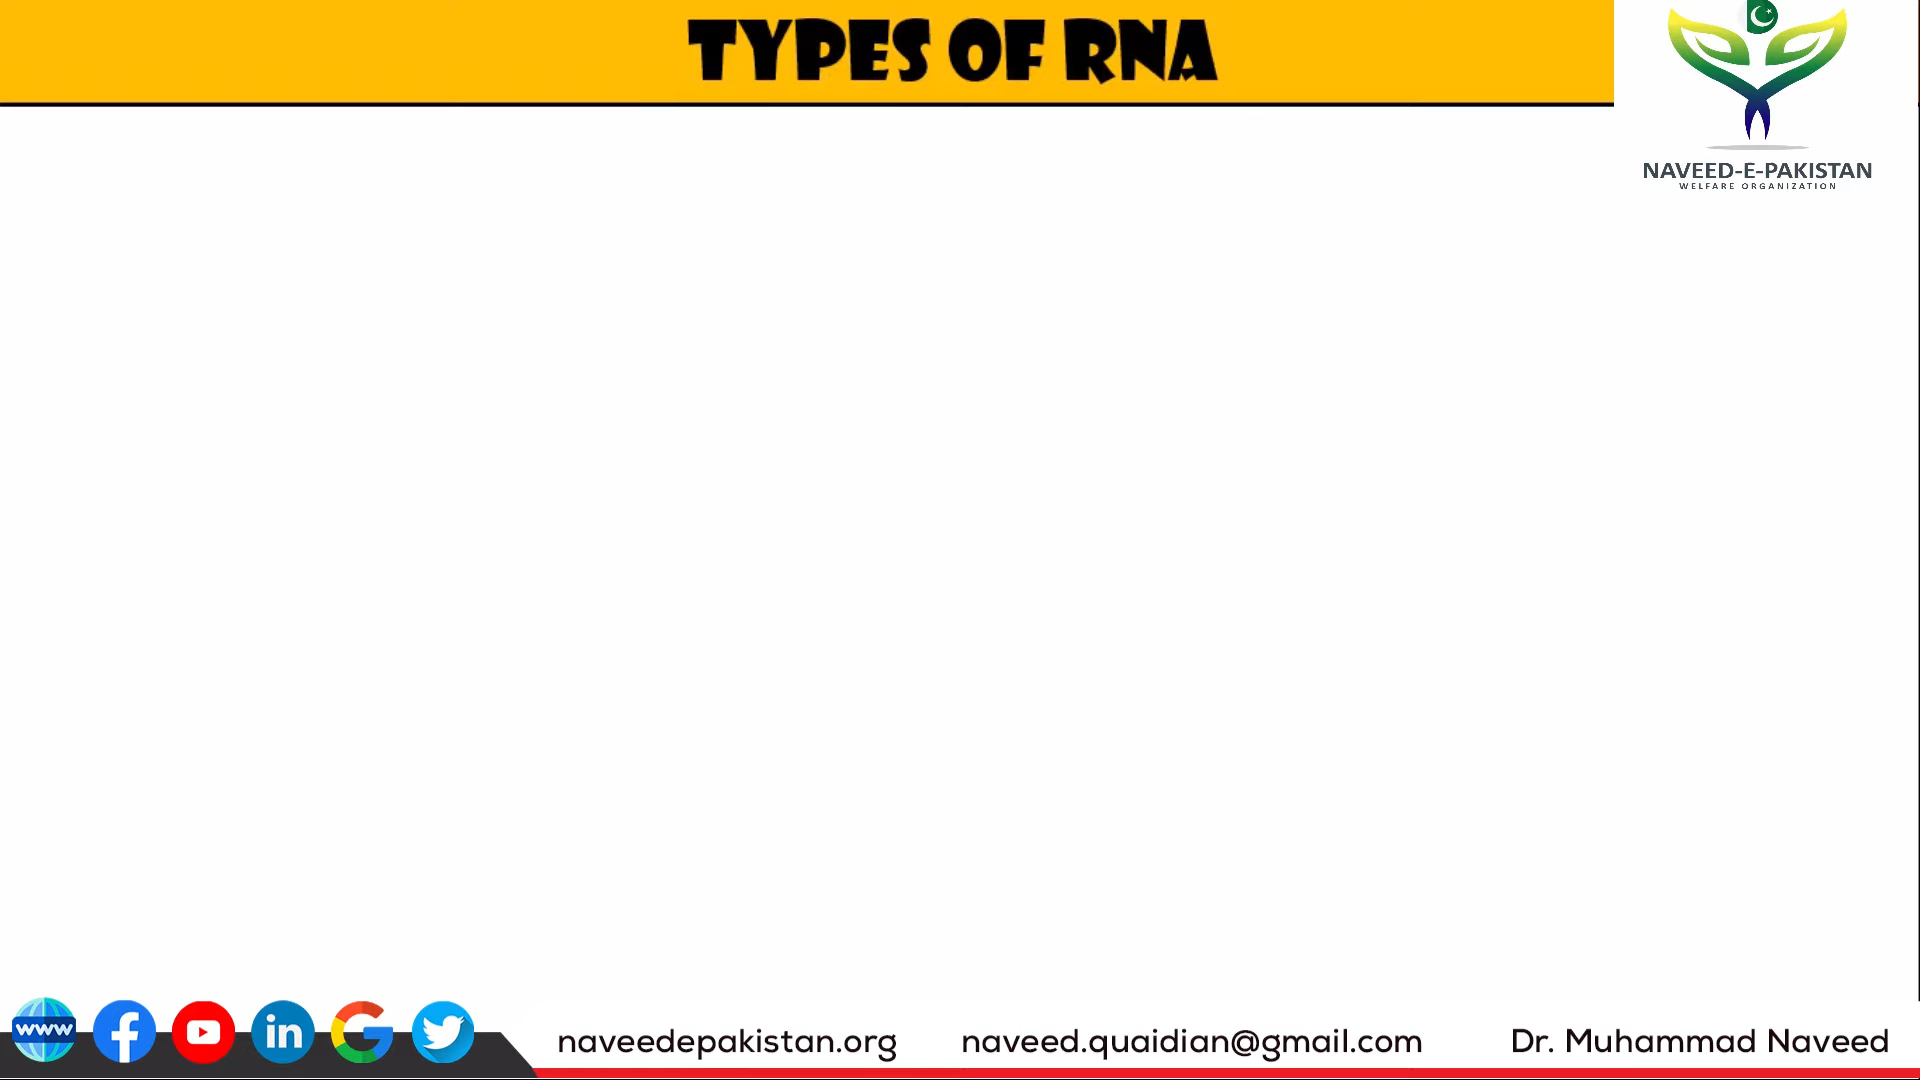 TYPES OF RNA
NAVEED-E-PAKISTAN
WELFARE ORGANIZATION
www
naveedepakistan.org
naveed.quaidian@gmail.com
Dr. Muhammad Naveed